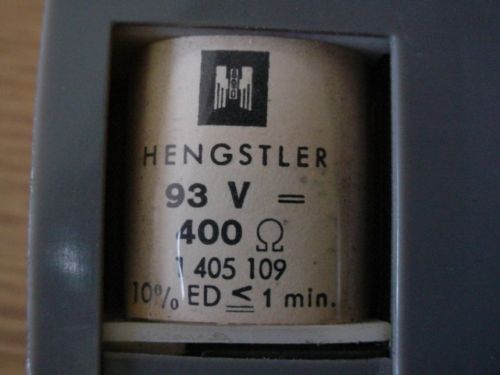 HENGSTLER
93 V =
400 Ω
1 405 109
10% ED ≤ 1 min.